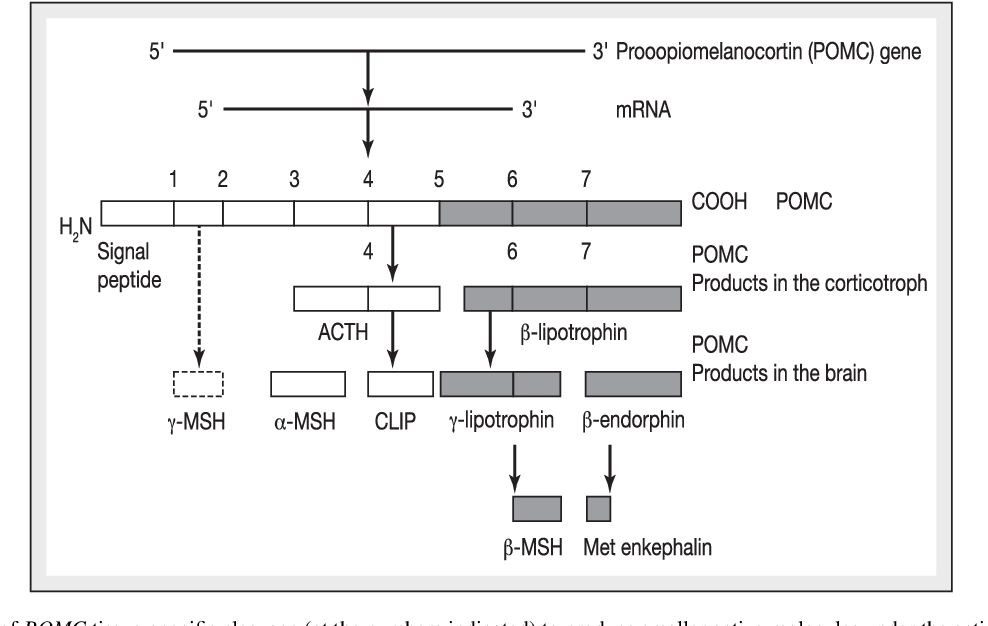 5' 3' Prooopiomelanocortin (POMC) gene
5' 3' mRNA
1 2 3 4 5 6 7
H2N COOH POMC
Signal
peptide
4 6 7
POMC
Products in the corticotroph
ACTH β-lipotrophin
POMC
Products in the brain
γ-MSH α-MSH CLIP γ-lipotrophin β-endorphin
β-MSH Met enkephalin